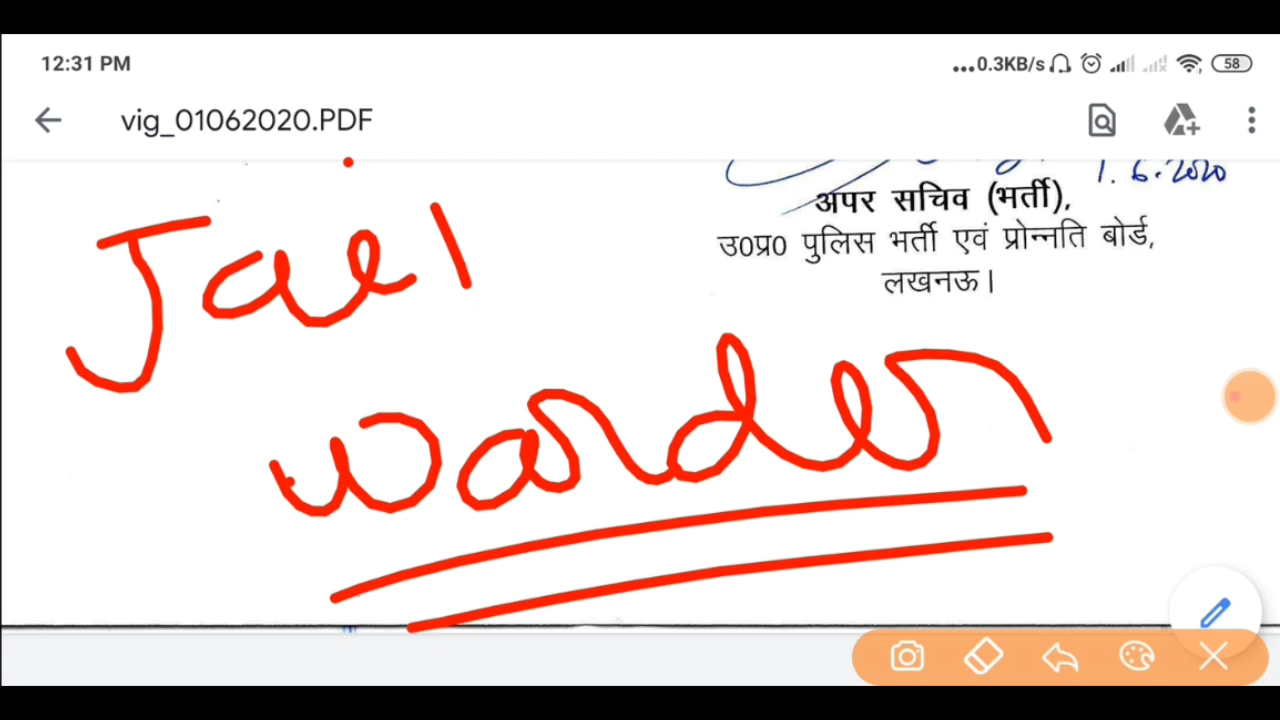 12:31 PM ...0.3KB/s 58
vig_01062020.PDF
1.6.2020
अपर सचिव (भर्ती),
उ0प्र0 पुलिस भर्ती एवं प्रोन्नति बोर्ड,
लखनऊ।
Jail
warder